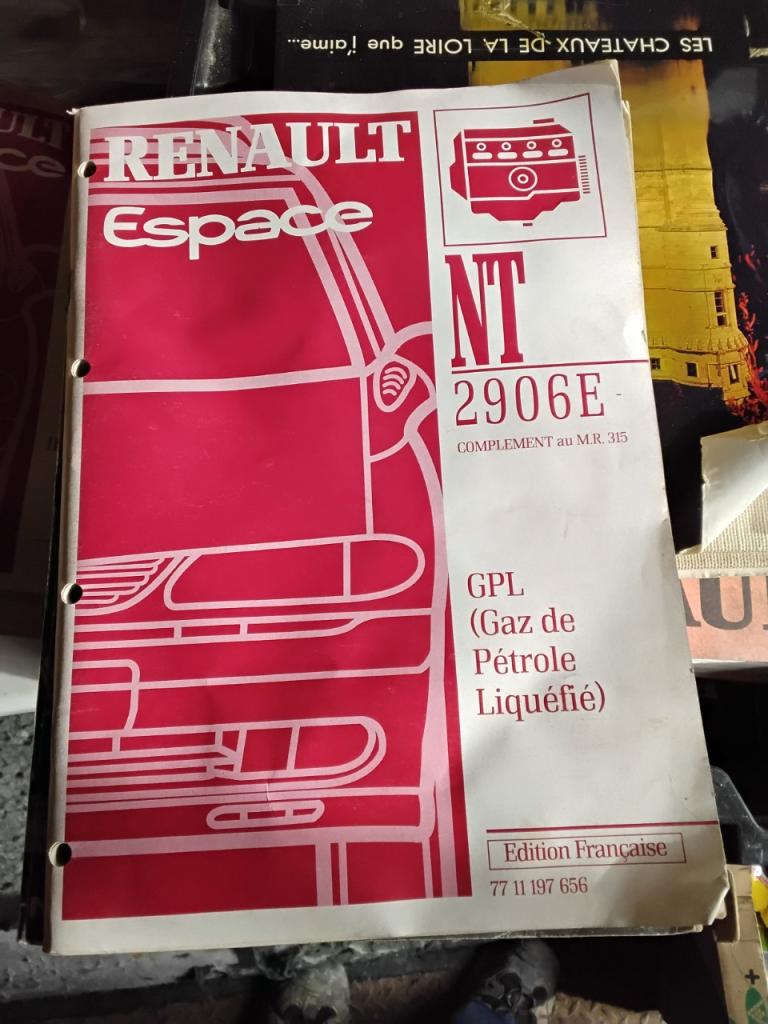 LES CHATEAUX DE LA LOIRE que j'aime...
RENAULT
Espace
NT
2906E
COMPLEMENT au M.R. 315
GPL
(Gaz de
Pétrole
Liquéfié)
Edition Française
77 11 197 656